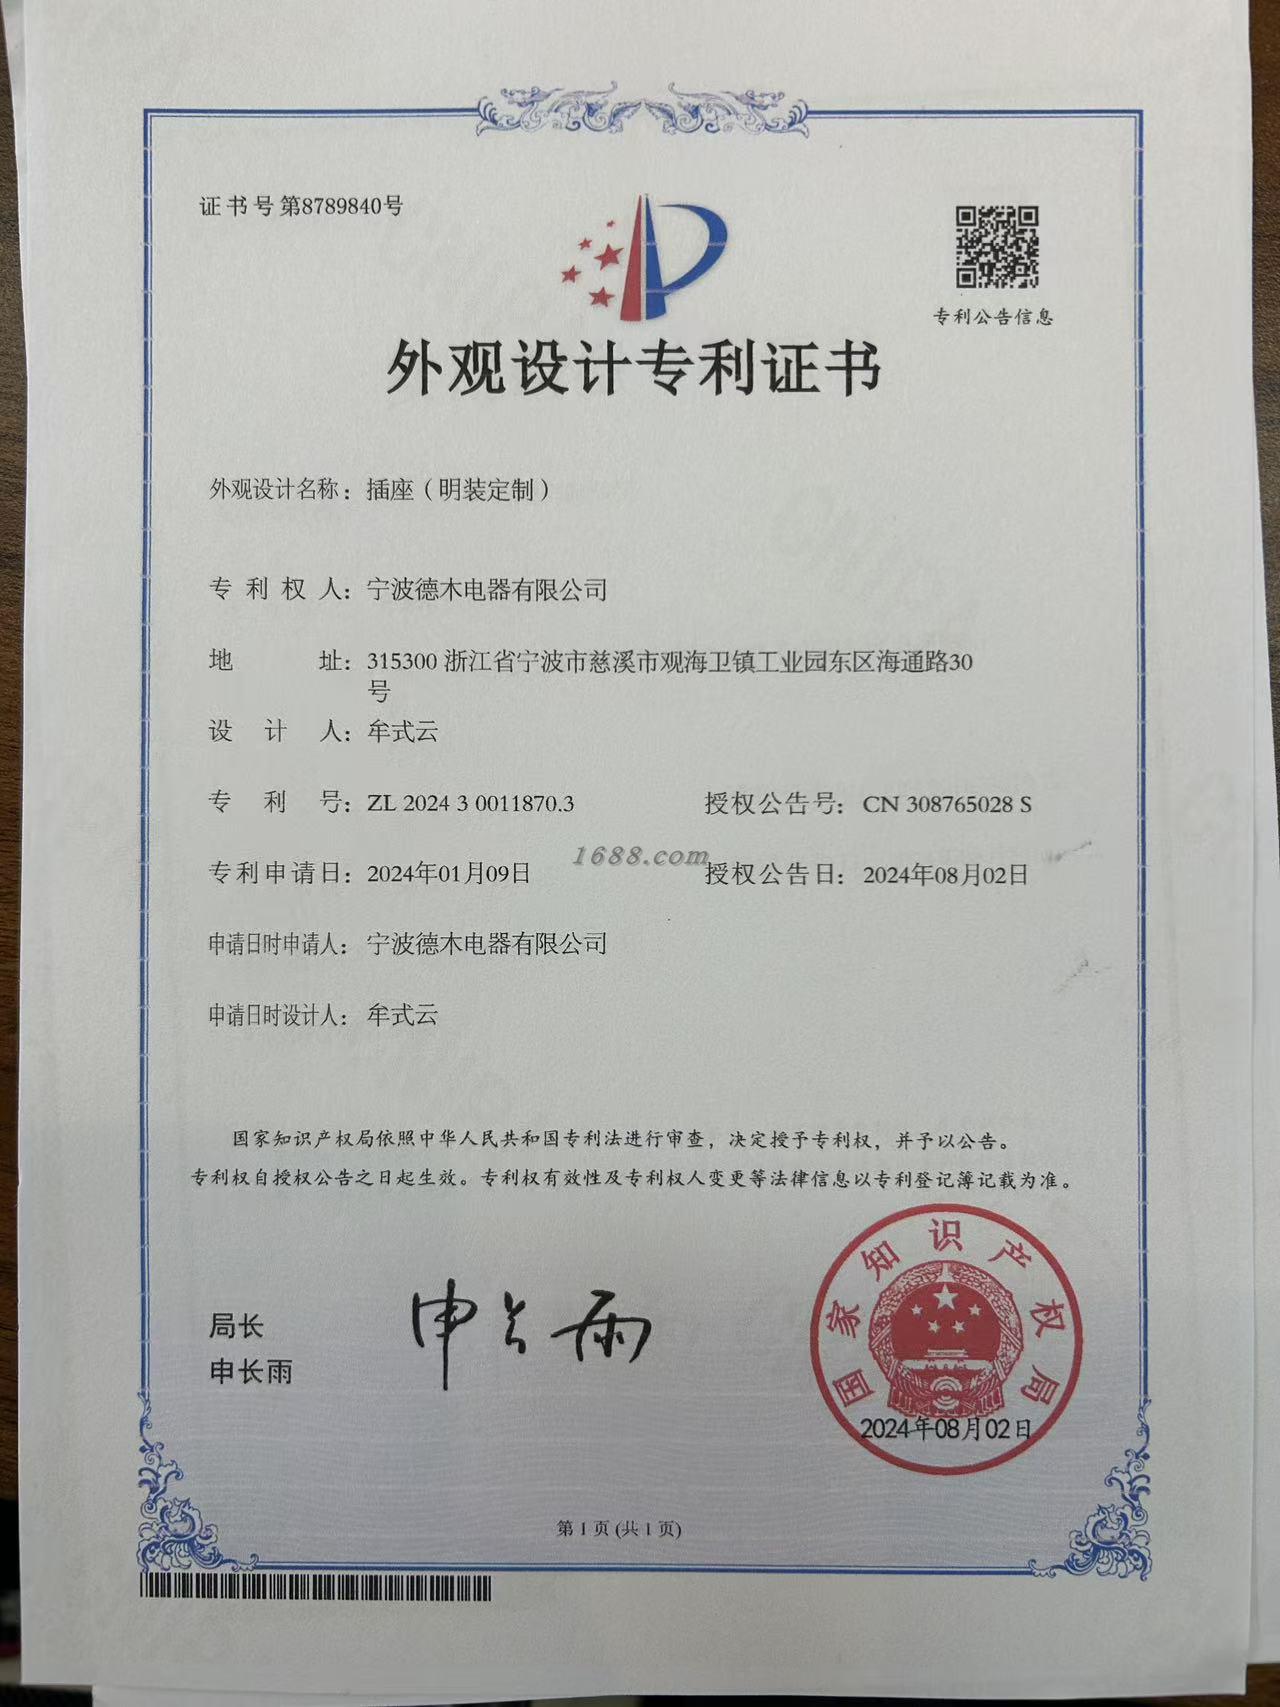 证书号第8789840号
专利公告信息
外观设计专利证书
外观设计名称：插座（明装定制）
专利权人：宁波德木电器有限公司
地址：315300 浙江省宁波市慈溪市观海卫镇工业园东区海通路30
号
设计人：牟式云
专利号：ZL 2024 3 0011870.3 授权公告号：CN 308765028 S
1688.com
专利申请日：2024年01月09日 授权公告日：2024年08月02日
申请日时申请人：宁波德木电器有限公司
申请日时设计人：牟式云
国家知识产权局依照中华人民共和国专利法进行审查，决定授予专利权，并予以公告。
专利权自授权公告之日起生效。专利权有效性及专利权人变更等法律信息以专利登记簿记载为准。
局长
申长雨
申长雨
国家知识产权局
2024年08月02日
第1页(共1页)